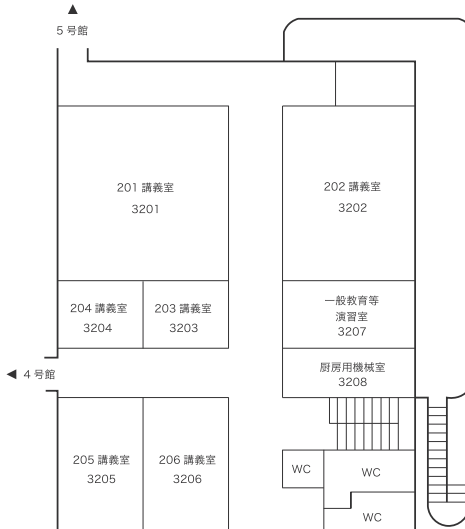 ▲
5号館
201 講義室
3201
202 講義室
3202
204 講義室
3204
203 講義室
3203
一般教育等
演習室
3207
厨房用機械室
3208
◀ 4号館
205 講義室
3205
206 講義室
3206
WC
WC
WC